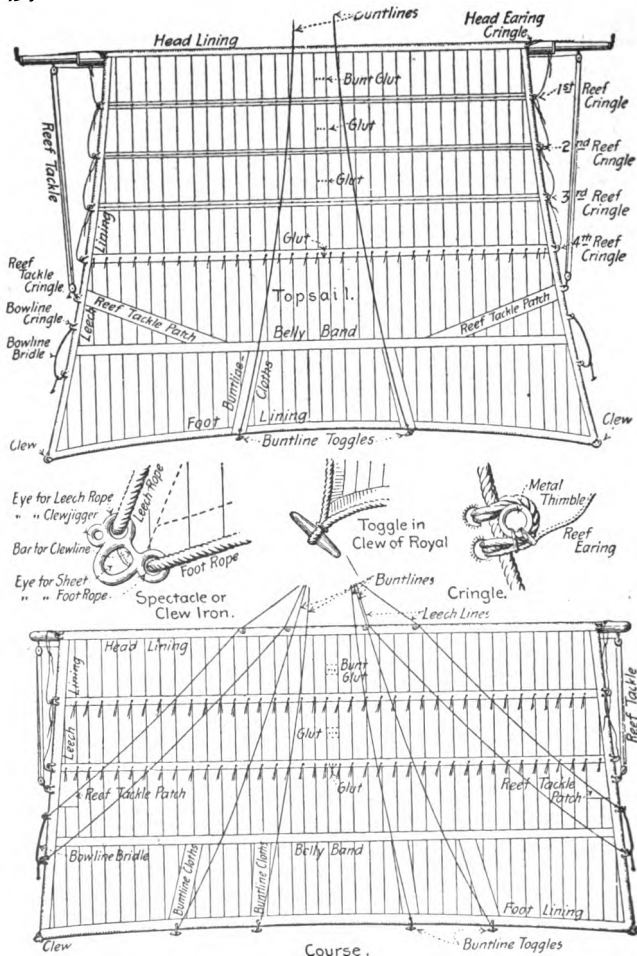 Buntlines
Head Earing
Cringle
Head Lining
Bunt Glut
1st Reef
Cringle
Glut
2nd Reef
Cringle
Reef Tackle
Glut
3rd Reef
Cringle
Lining
Glut
4th Reef
Cringle
Reef
Tackle
Cringle
Topsail.
Bowline
Cringle
Leech
Reef Tackle Patch
Reef Tackle Patch
Bowline
Bridle
Belly Band
Buntline-
Cloths
Foot Lining
Clew
Clew
Buntline Toggles
Eye for Leech Rope
" " Clewjigger
Bar for Clewline
Eye for Sheet
" " Foot Rope
Leech Rope
Foot Rope
Spectacle or
Clew Iron.
Toggle in
Clew of Royal
Metal
Thimble
Reef
Earing
Cringle.
Buntlines
Leech Lines
Head Lining
Lining
Bunt
Glut
Reef Tackle
Leech
Glut
Glut
Reef Tackle Patch
Reef Tackle
Patch
Bowline Bridle
Belly Band
Buntline Cloths
Buntline Cloths
Foot Lining
Clew
Buntline Toggles
Course.